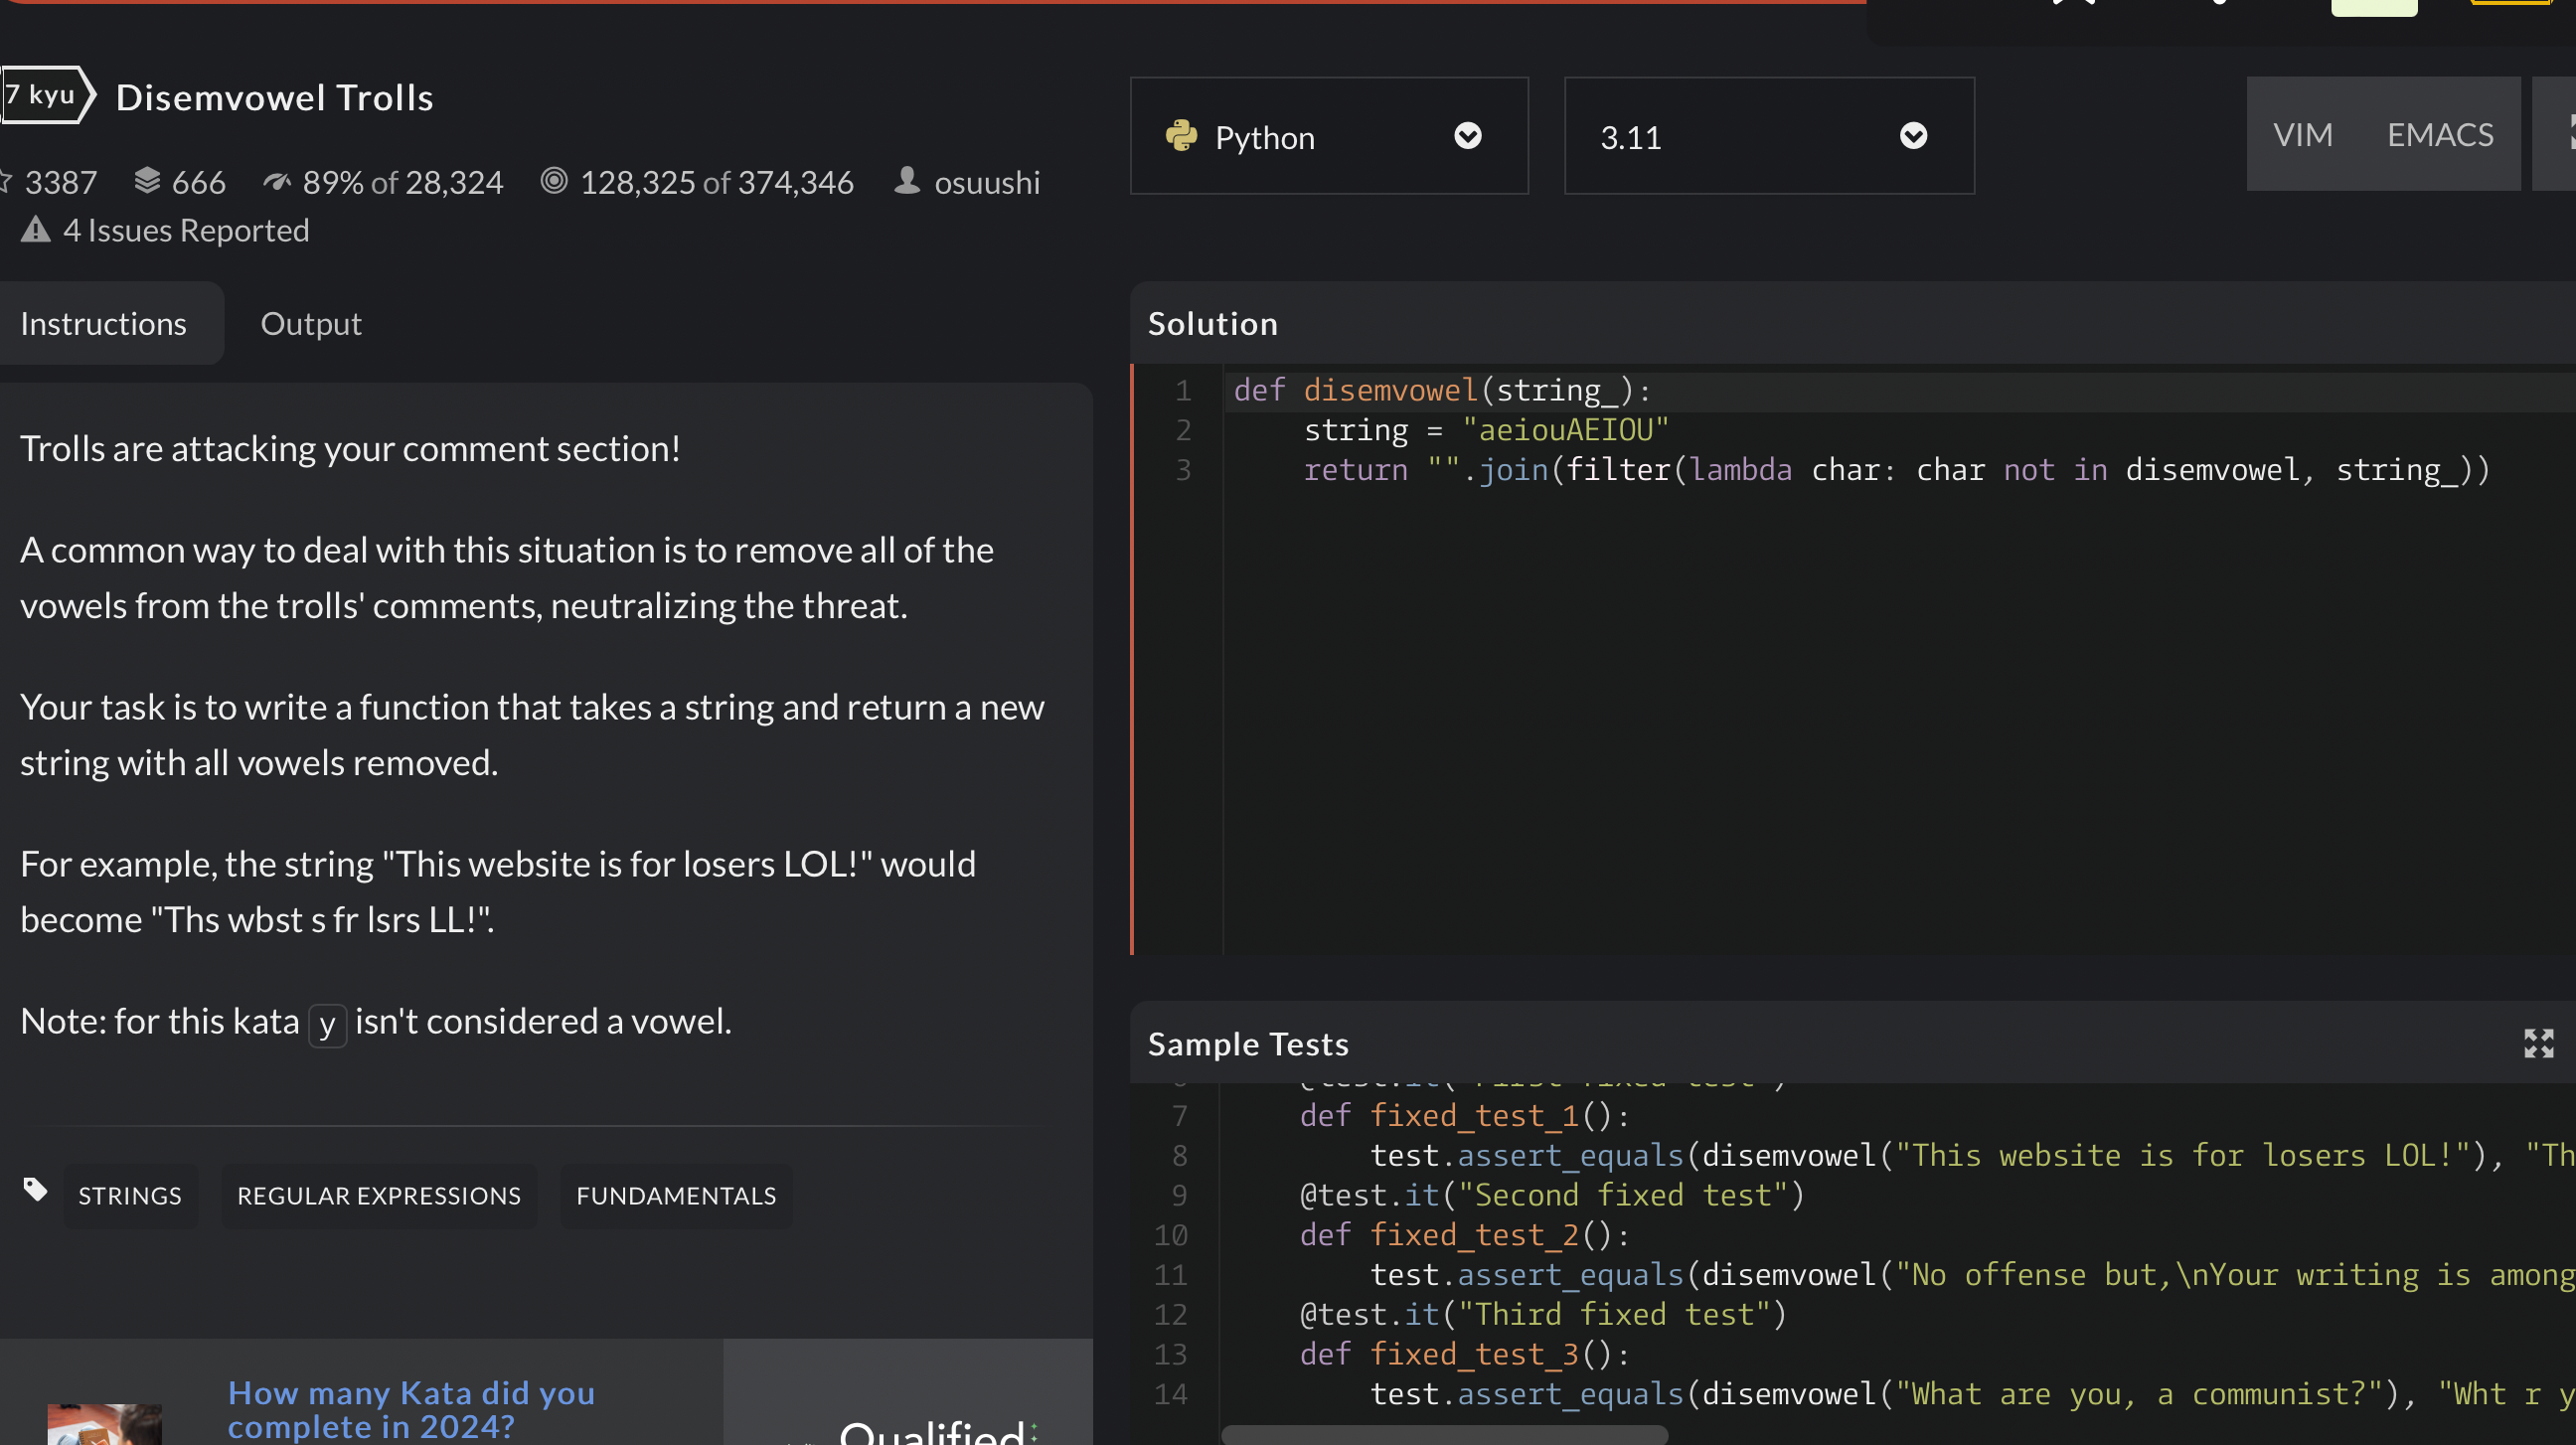 7 kyu Disemvowel Trolls
3387 666 89% of 28,324 128,325 of 374,346 osuushi
4 Issues Reported
Instructions Output
Trolls are attacking your comment section!
A common way to deal with this situation is to remove all of the
vowels from the trolls' comments, neutralizing the threat.
Your task is to write a function that takes a string and return a new
string with all vowels removed.
For example, the string "This website is for losers LOL!" would
become "Ths wbst s fr lsrs LL!".
Note: for this kata y isn't considered a vowel.
STRINGS REGULAR EXPRESSIONS FUNDAMENTALS
How many Kata did you
complete in 2024?
Qualified
Python 3.11 VIM EMACS
Solution
1 def disemvowel(string_):
2     string = "aeiouAEIOU"
3     return "".join(filter(lambda char: char not in disemvowel, string_))
Sample Tests
@test.it("First fixed test")
7     def fixed_test_1():
8         test.assert_equals(disemvowel("This website is for losers LOL!"), "Th
9     @test.it("Second fixed test")
10     def fixed_test_2():
11         test.assert_equals(disemvowel("No offense but,\nYour writing is among
12     @test.it("Third fixed test")
13     def fixed_test_3():
14         test.assert_equals(disemvowel("What are you, a communist?"), "Wht r y